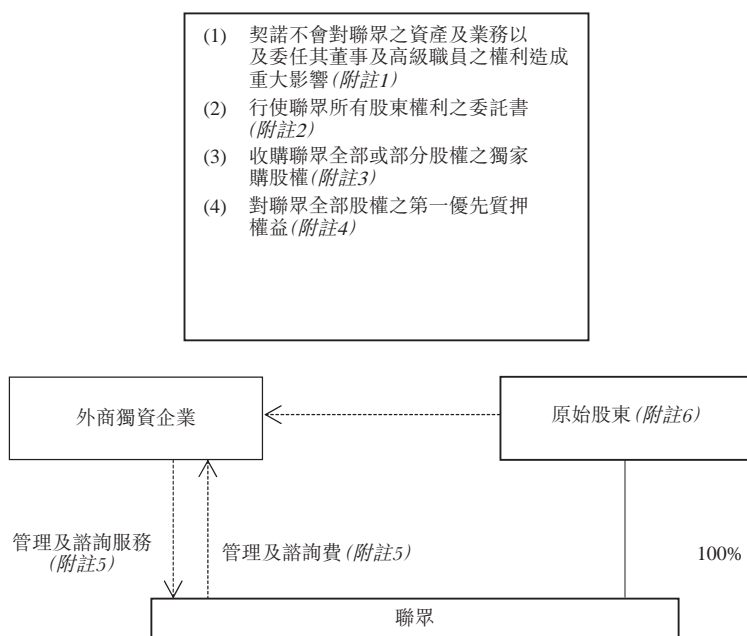 (1) 契諾不會對聯眾之資產及業務以
及委任其董事及高級職員之權利造成
重大影響(附註1)
(2) 行使聯眾所有股東權利之委託書
(附註2)
(3) 收購聯眾全部或部分股權之獨家
購股權(附註3)
(4) 對聯眾全部股權之第一優先質押
權益(附註4)
外商獨資企業
原始股東(附註6)
管理及諮詢服務
(附註5)
管理及諮詢費(附註5)
100%
聯眾